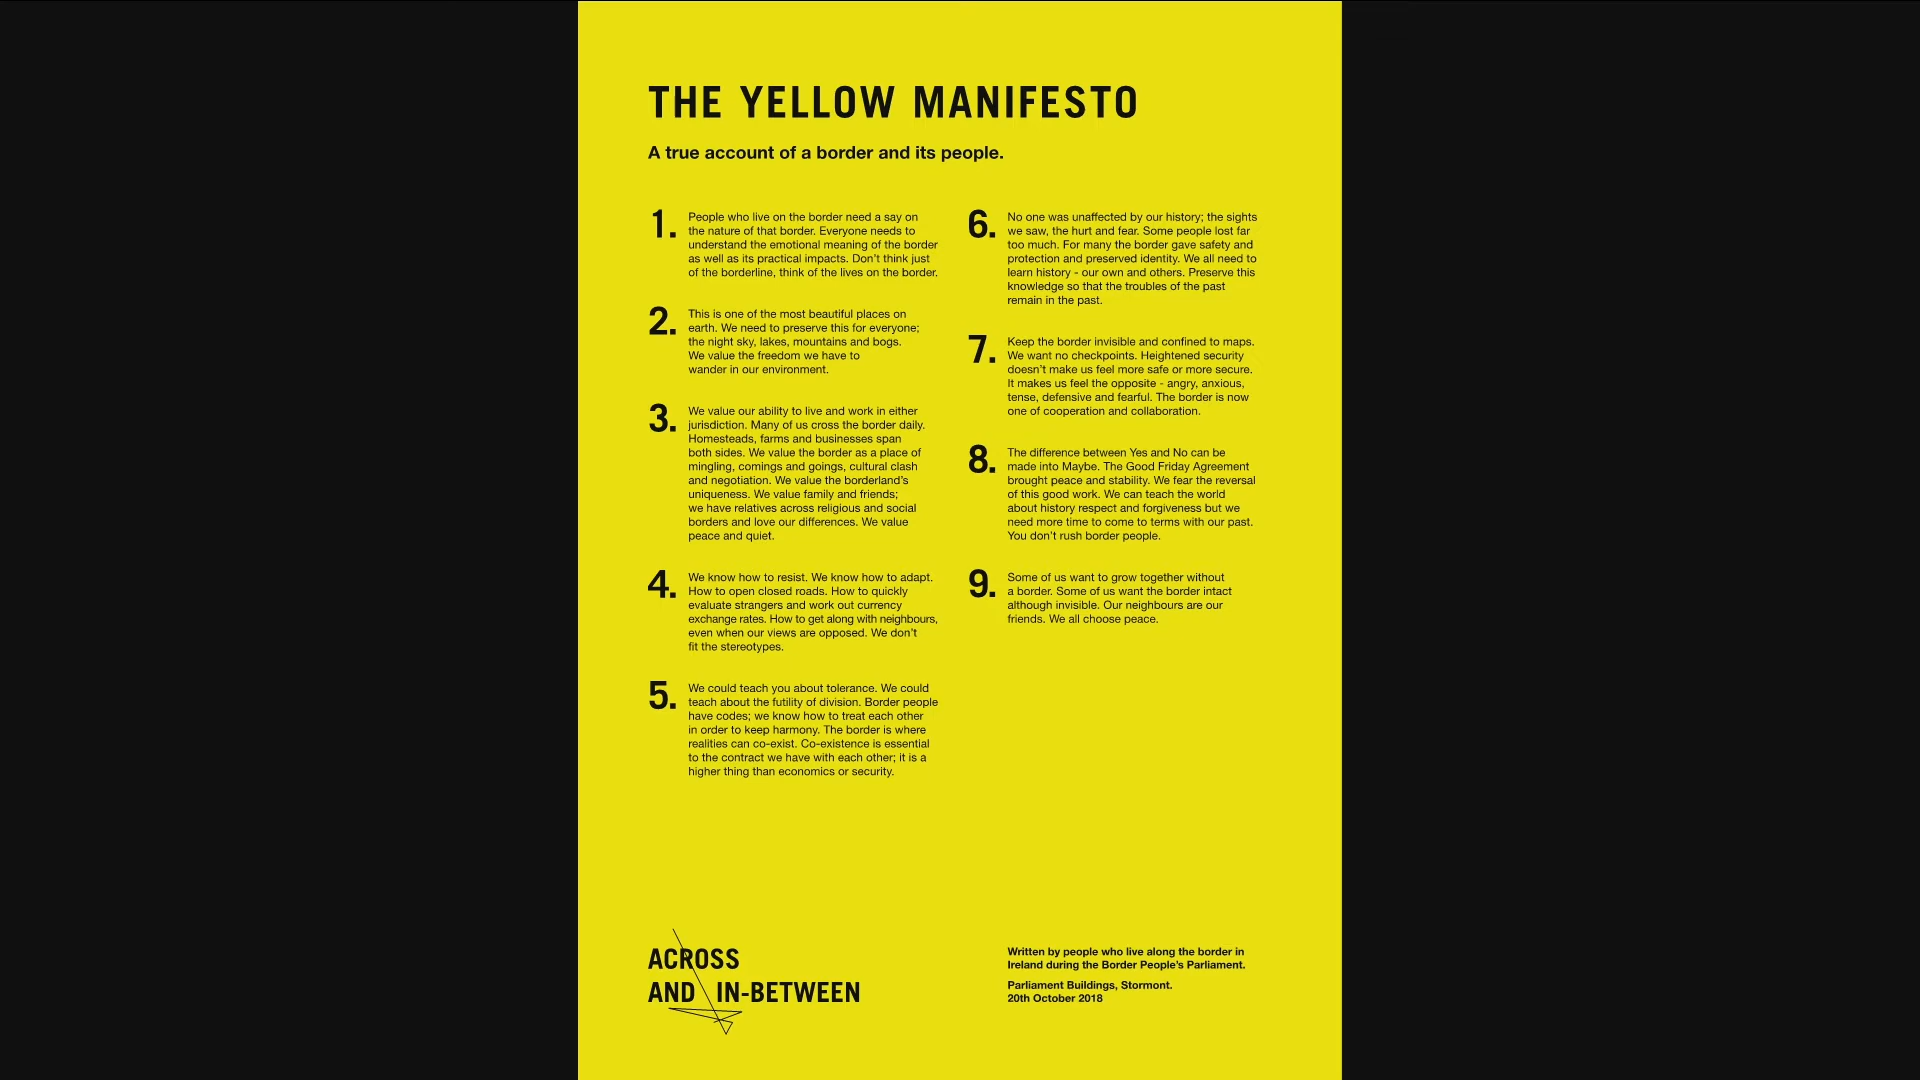 THE YELLOW MANIFESTO
A true account of a border and its people.
1. People who live on the border need a say on
the nature of that border. Everyone needs to
understand the emotional meaning of the border
as well as its practical impacts. Don't think just
of the borderline, think of the lives on the border.
2. This is one of the most beautiful places on
earth. We need to preserve this for everyone;
the night sky, lakes, mountains and bogs.
We value the freedom we have to
wander in our environment.
3. We value our ability to live and work in either
jurisdiction. Many of us cross the border daily.
Homesteads, farms and businesses span
both sides. We value the border as a place of
mingling, comings and goings, cultural clash
and negotiation. We value the borderland's
uniqueness. We value family and friends;
we have relatives across religious and social
borders and love our differences. We value
peace and quiet.
4. We know how to resist. We know how to adapt.
How to open closed roads. How to quickly
evaluate strangers and work out currency
exchange rates. How to get along with neighbours,
even when our views are opposed. We don't
fit the stereotypes.
5. We could teach you about tolerance. We could
teach about the futility of division. Border people
have codes; we know how to treat each other
in order to keep harmony. The border is where
realities can co-exist. Co-existence is essential
to the contract we have with each other; it is a
higher thing than economics or security.
6. No one was unaffected by our history; the sights
we saw, the hurt and fear. Some people lost far
too much. For many the border gave safety and
protection and preserved identity. We all need to
learn history - our own and others. Preserve this
knowledge so that the troubles of the past
remain in the past.
7. Keep the border invisible and confined to maps.
We want no checkpoints. Heightened security
doesn't make us feel more safe or more secure.
It makes us feel the opposite - angry, anxious,
tense, defensive and fearful. The border is now
one of cooperation and collaboration.
8. The difference between Yes and No can be
made into Maybe. The Good Friday Agreement
brought peace and stability. We fear the reversal
of this good work. We can teach the world
about history respect and forgiveness but we
need more time to come to terms with our past.
You don't rush border people.
9. Some of us want to grow together without
a border. Some of us want the border intact
although invisible. Our neighbours are our
friends. We all choose peace.
ACROSS
AND IN-BETWEEN
Written by people who live along the border in
Ireland during the Border People's Parliament.
Parliament Buildings, Stormont.
20th October 2018